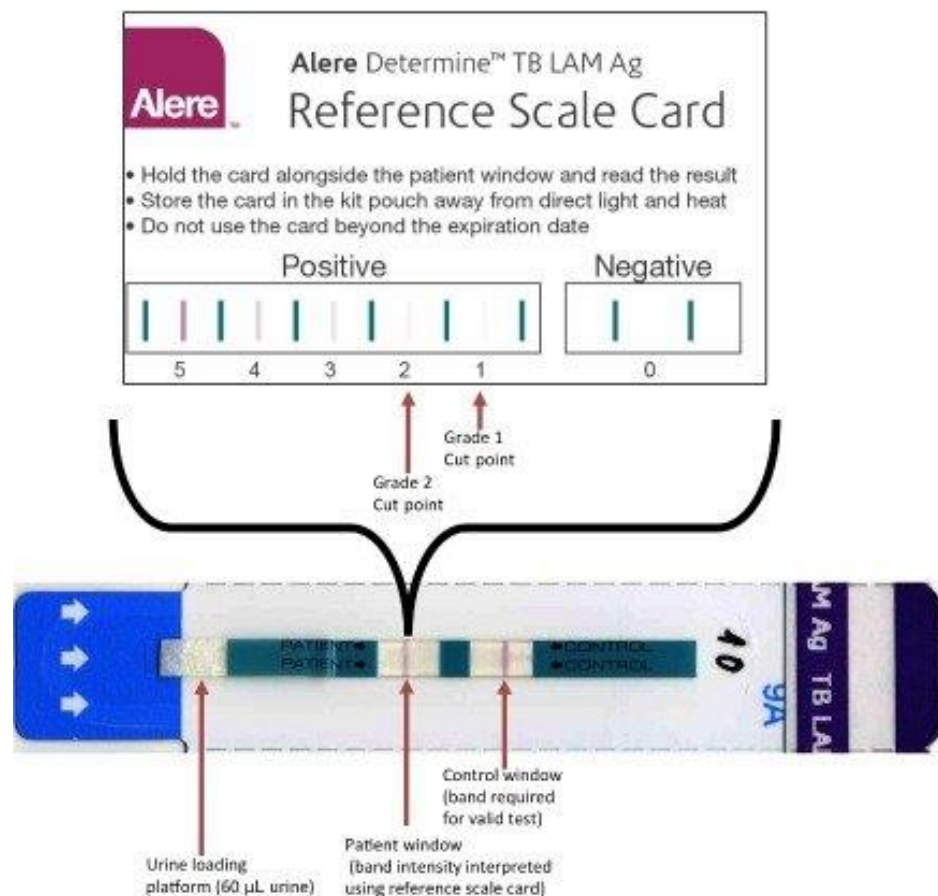 Alere™
Alere Determine™ TB LAM Ag
Reference Scale Card
• Hold the card alongside the patient window and read the result
• Store the card in the kit pouch away from direct light and heat
• Do not use the card beyond the expiration date
Positive
Negative
5 4 3 2 1
0
Grade 1
Cut point
Grade 2
Cut point
PATIENT
PATIENT
CONTROL
CONTROL
10
9A
AM Ag TB LA
Control window
(band required
for valid test)
Patient window
(band intensity interpreted
using reference scale card)
Urine loading
platform (60 µL urine)